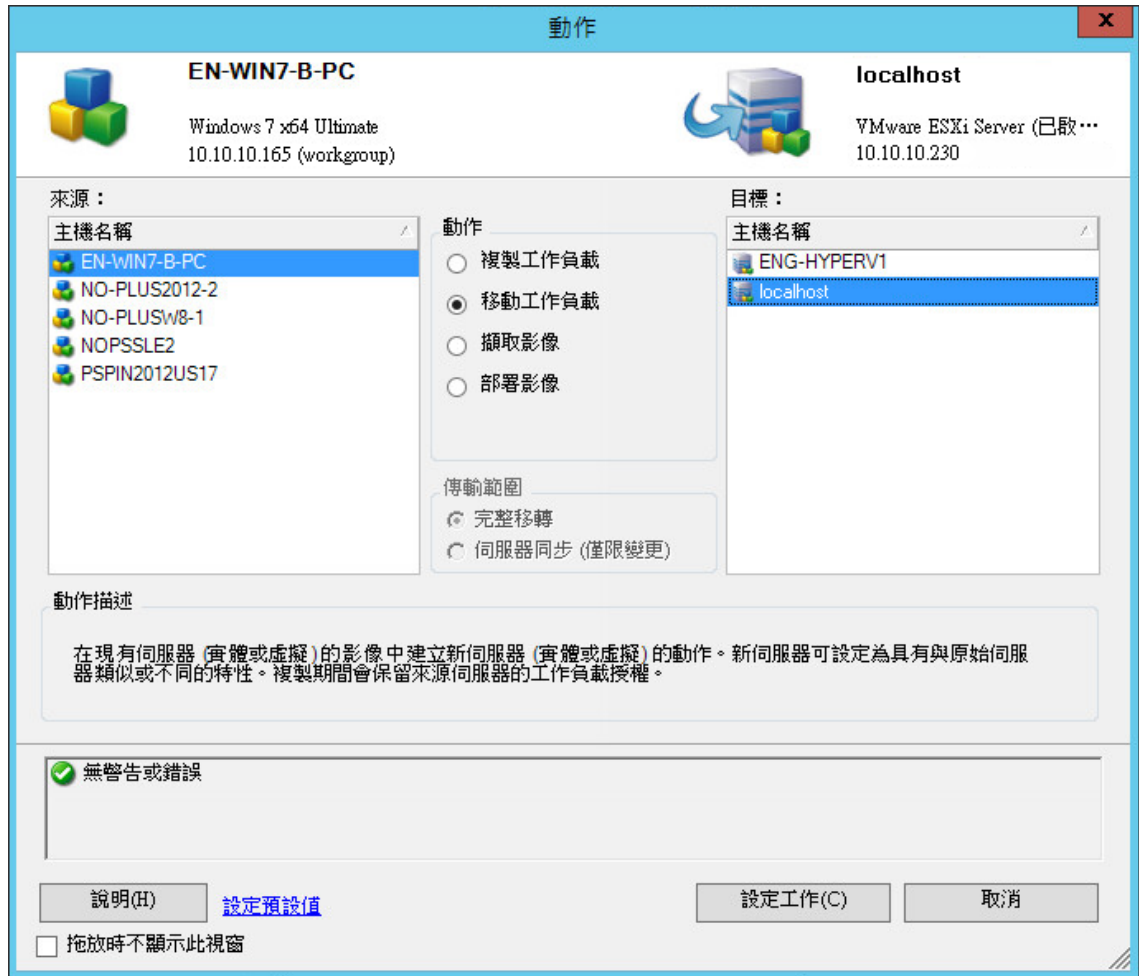 動作
x
EN-WIN7-B-PC
Windows 7 x64 Ultimate
10.10.10.165 (workgroup)
localhost
VMware ESXi Server (已啟⋯
10.10.10.230
來源：
主機名稱
EN-WIN7-B-PC
NO-PLUS2012-2
NO-PLUSW8-1
NOPSSLE2
PSPIN2012US17
動作
複製工作負載
移動工作負載
擷取影像
部署影像
傳輸範圍
完整移轉
伺服器同步 (僅限變更)
目標：
主機名稱
ENG-HYPERV1
localhost
動作描述
在現有伺服器 (實體或虛擬)的影像中建立新伺服器 (實體或虛擬)的動作。新伺服器可設定為具有與原始伺服
器類似或不同的特性。複製期間會保留來源伺服器的工作負載授權。
無警告或錯誤
說明(H)
設定預設值
設定工作(C)
取消
拖放時不顯示此視窗